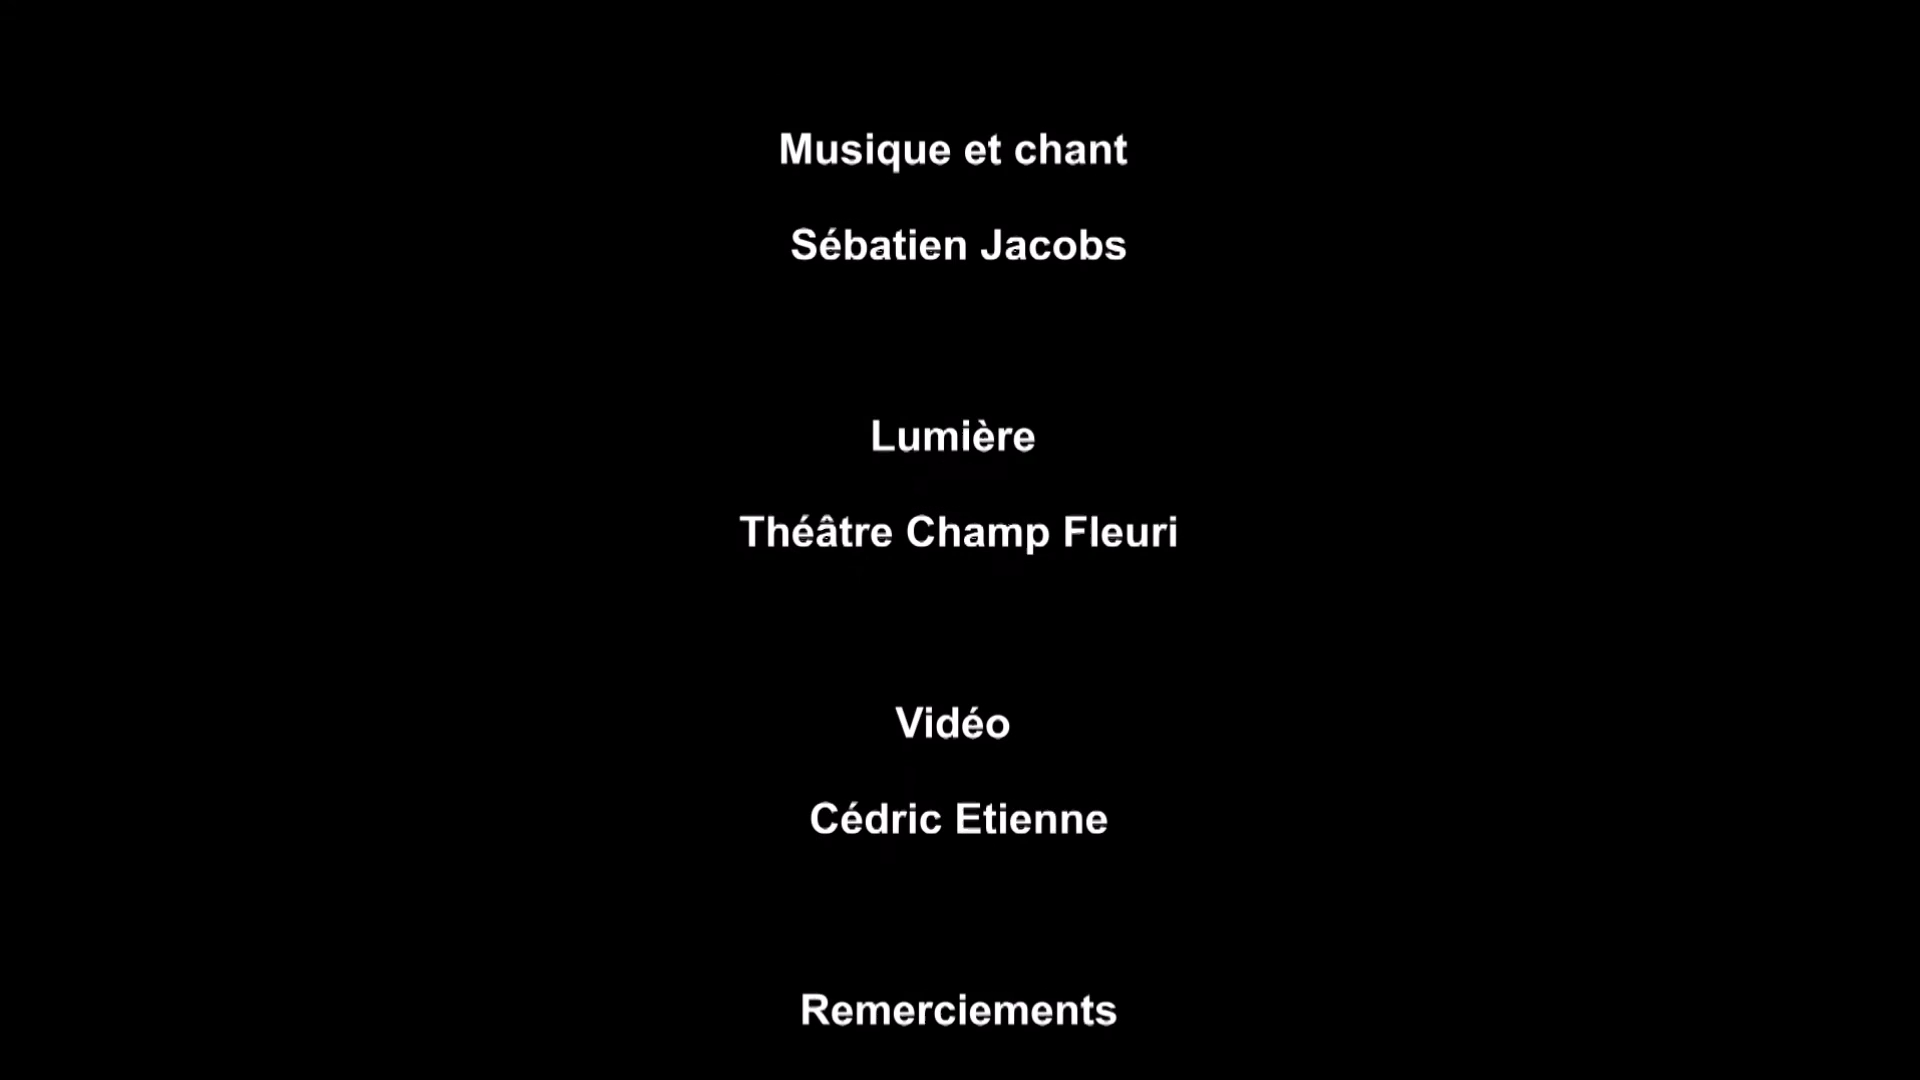 Musique et chant
Sébatien Jacobs
Lumière
Théâtre Champ Fleuri
Vidéo
Cédric Etienne
Remerciements